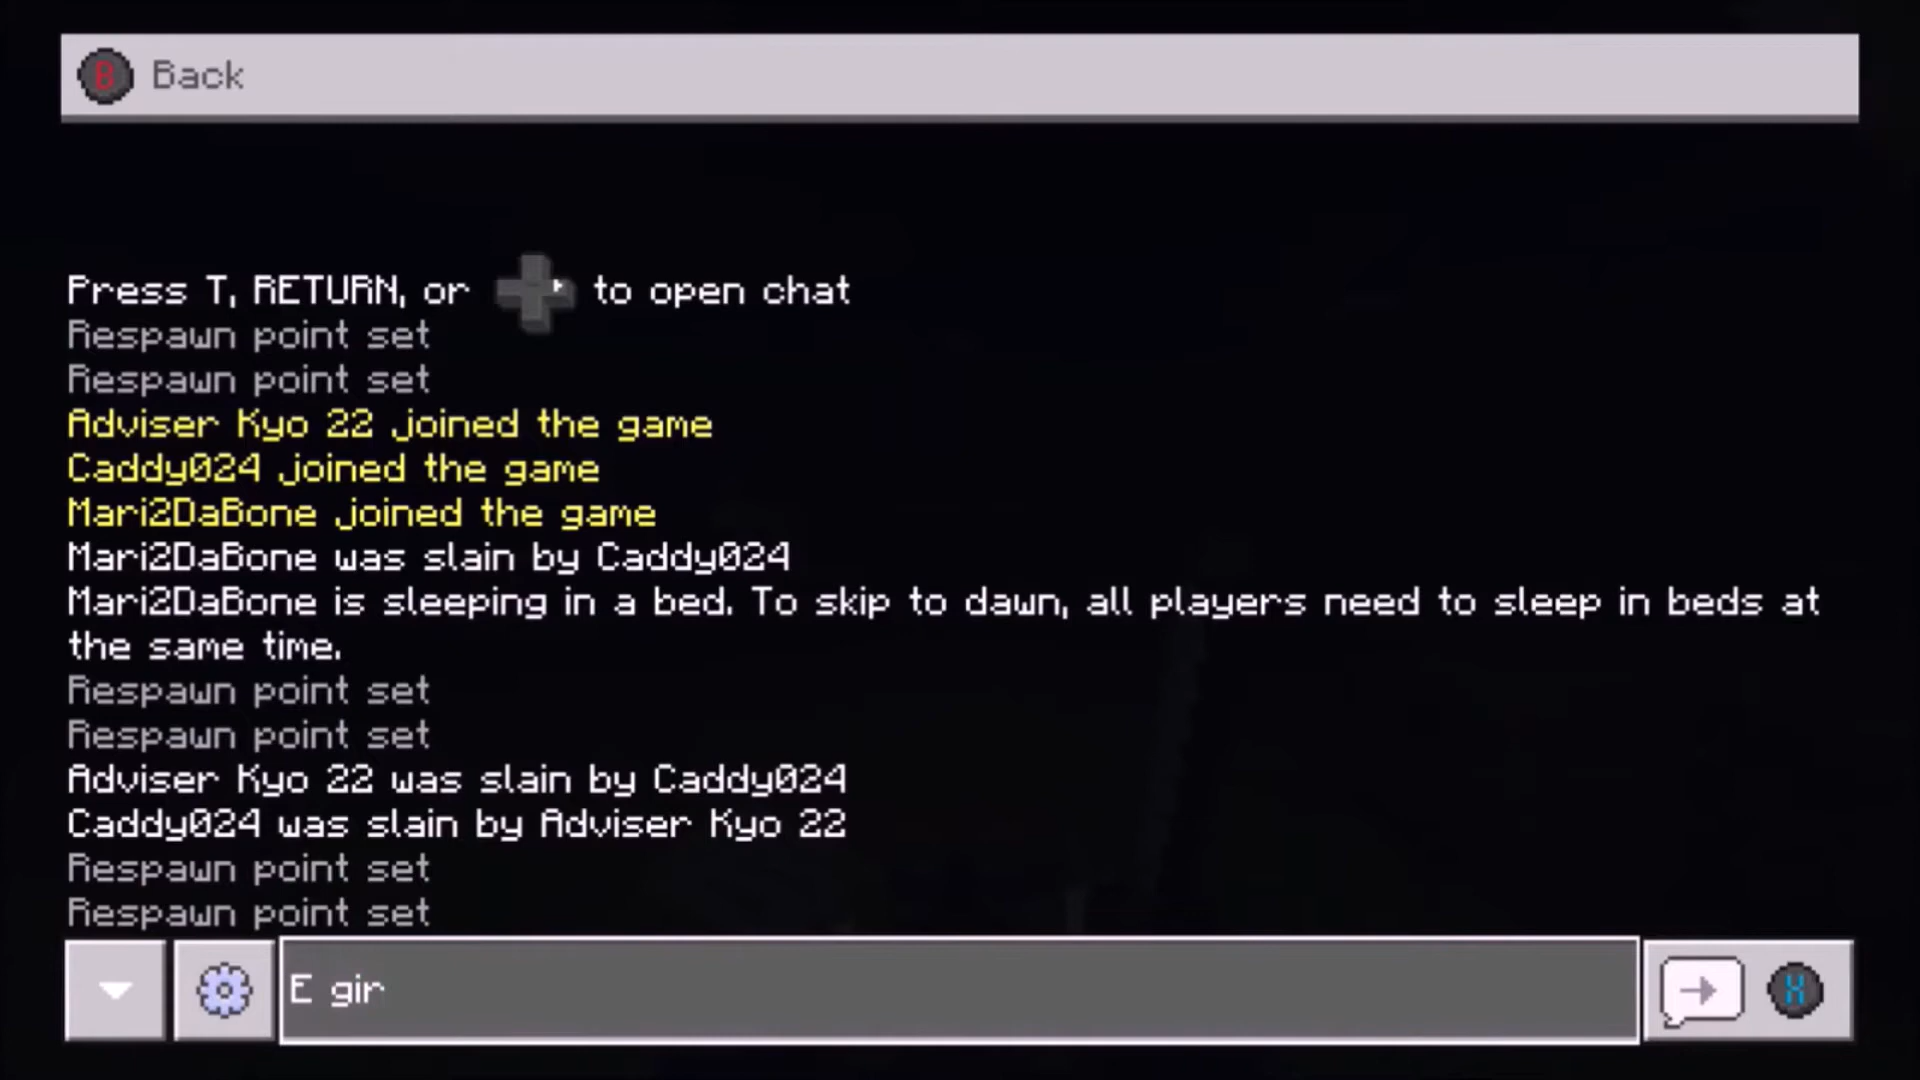 B Back
Press T, RETURN, or to open chat
Respawn point set
Respawn point set
Adviser Kyo 22 joined the game
Caddy024 joined the game
Mari2DaBone joined the game
Mari2DaBone was slain by Caddy024
Mari2DaBone is sleeping in a bed. To skip to dawn, all players need to sleep in beds at
the same time.
Respawn point set
Respawn point set
Adviser Kyo 22 was slain by Caddy024
Caddy024 was slain by Adviser Kyo 22
Respawn point set
Respawn point set
E gir
X